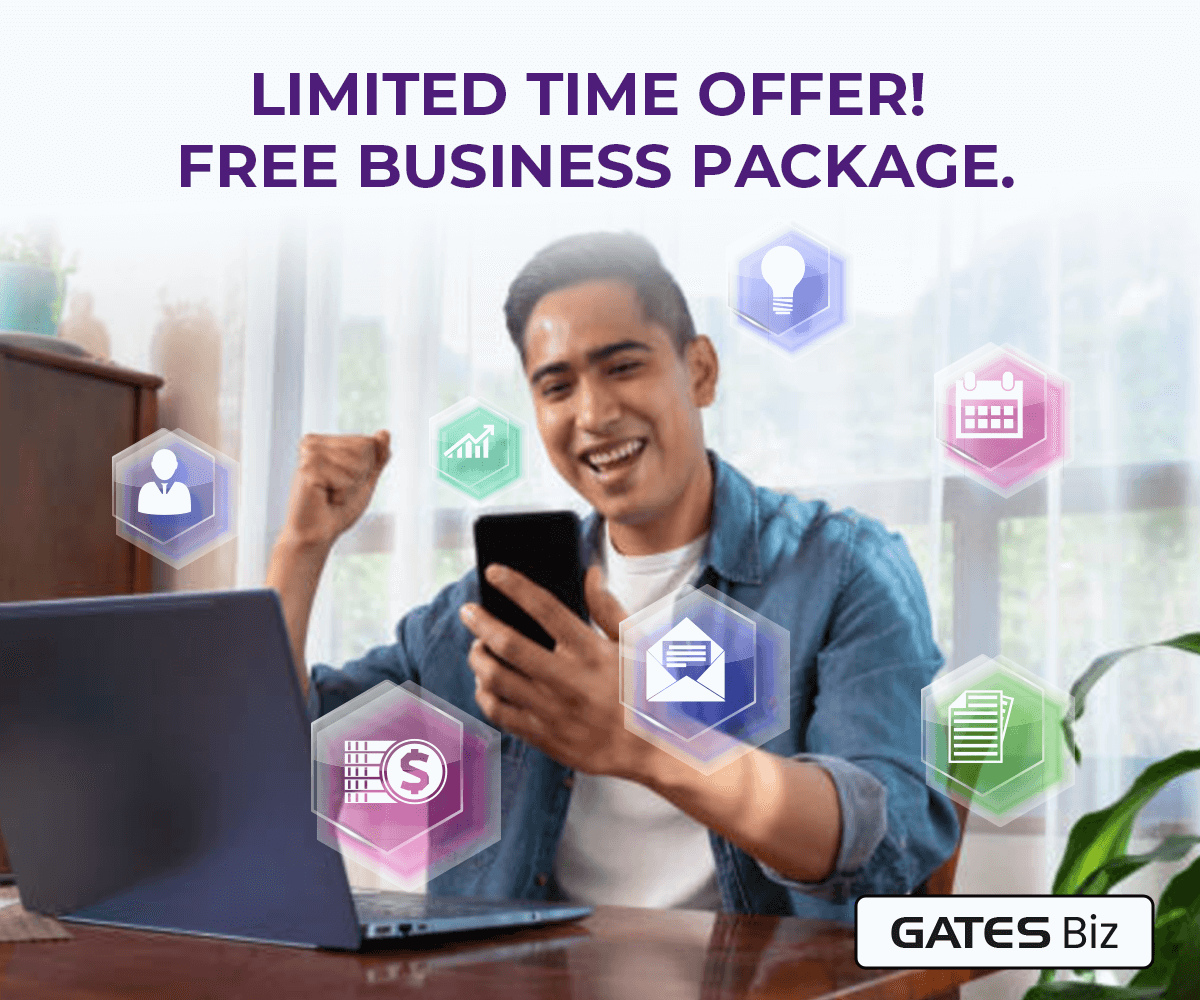 LIMITED TIME OFFER!
FREE BUSINESS PACKAGE.
$
GATES Biz